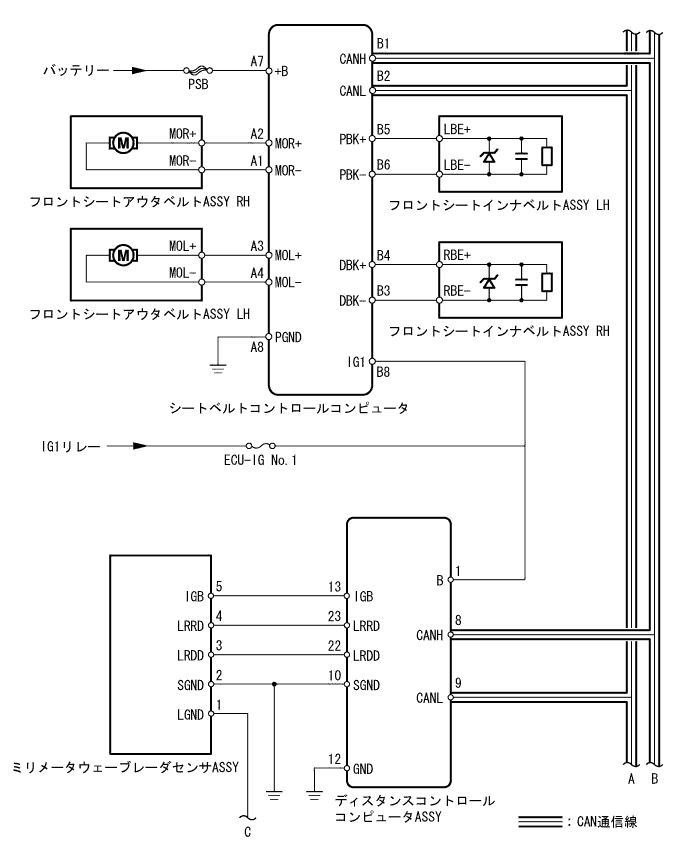 バッテリー
PSB
A7
+B
MOR+
MOR-
A2
MOR+
A1
MOR-
フロントシートアウタベルトASSY RH
MOL+
MOL-
A3
MOL+
A4
MOL-
フロントシートアウタベルトASSY LH
PGND
A8
B1
CANH
B2
CANL
B5
PBK+
LBE+
B6
PBK-
LBE-
フロントシートインナベルトASSY LH
B4
DBK+
RBE+
B3
DBK-
RBE-
フロントシートインナベルトASSY RH
IG1
B8
シートベルトコントロールコンピュータ
IG1リレー
ECU-IG No.1
IGB
5
13
IGB
LRRD
4
23
LRRD
LRDD
3
22
LRDD
SGND
2
10
SGND
LGND
1
12
GND
B
1
CANH
8
CANL
9
ミリメータウェーブレーダセンサASSY
C
ディスタンスコントロール
コンピュータASSY
A
B
：CAN通信線
M
M